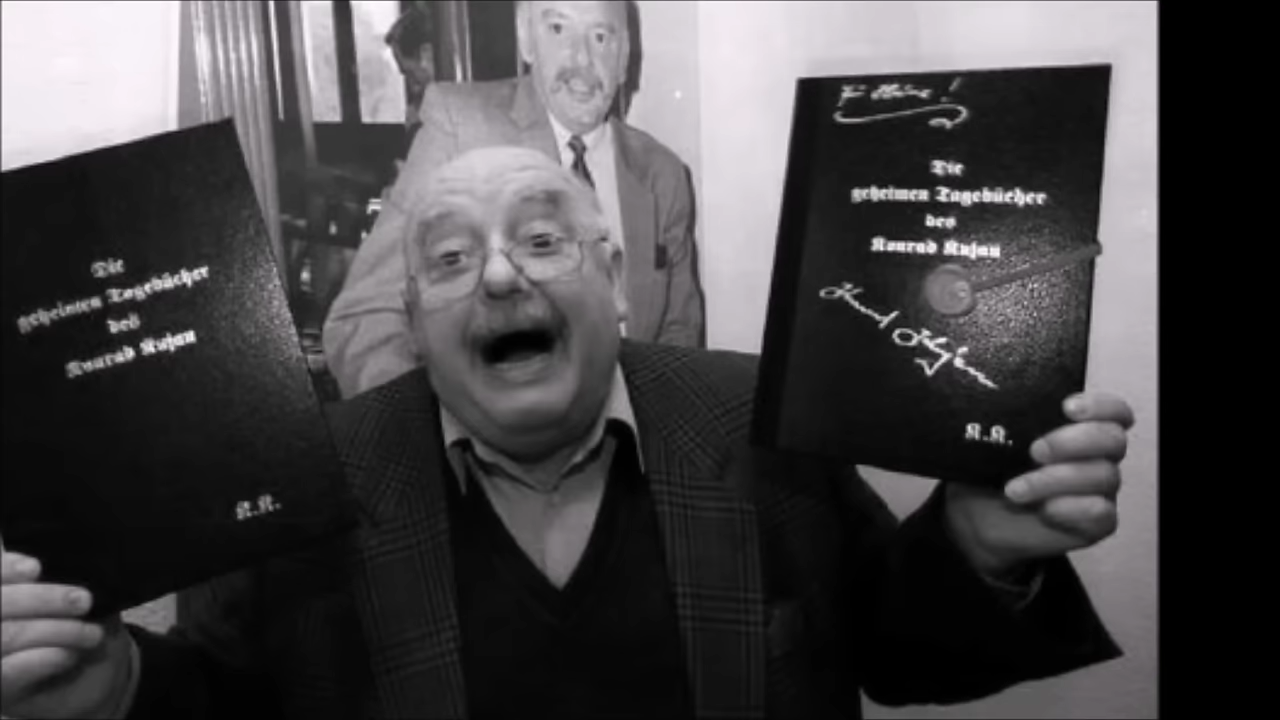 Die
geheimen Tagebücher
des
Konrad Kujau
K.K.
Die
geheimen Tagebücher
des
Konrad Kujau
K.K.